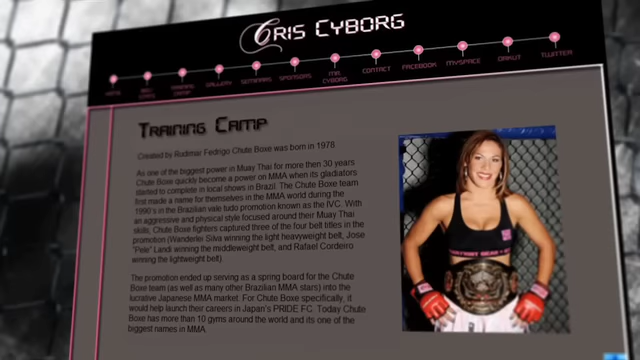 Cris Cyborg
HOME
BIO/
TRAINING
CAMP
GALLERY
SEMINARS
SPONSORS
MIS
CYBORG
CONTACT
FACEBOOK
MYSPACE
ORKUT
TWITTER
Training Camp
Created by Rudimar Fedrigo Chute Boxe was born in 1978
As one of the biggest power in Muay Thai for more then 30 years
Chute Boxe quickly become a power on MMA when its gladiators
started to complete in local shows in Brazil. The Chute Boxe team
first made a name for themselves in the MMA world during the
1990's in the Brazilian vale tudo promotion known as the IVC. With
an aggressive and physical style focused around their Muay Thai
skills, Chute Boxe fighters captured three of the four belt titles in the
promotion (Wanderlei Silva winning the light heavyweight belt, Jose
"Pele" Landi winning the middleweight belt, and Rafael Cordeiro
winning the lightweight belt).
The promotion ended up serving as a spring board for the Chute
Boxe team (as well as many other Brazilian MMA stars) into the
lucrative Japanese MMA market. For Chute Boxe specifically, it
would help launch their careers in Japan's PRIDE FC. Today Chute
Boxe has more than 10 gyms around the world and its one of the
biggest names in MMA.